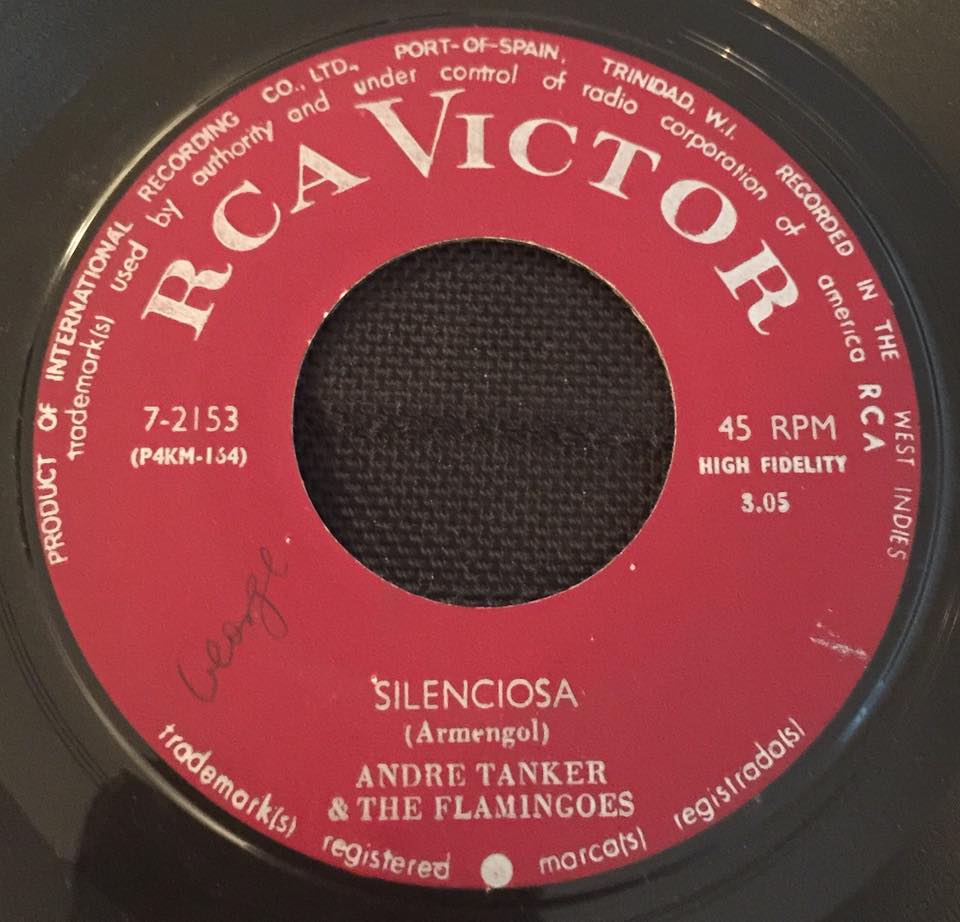 PRODUCT OF INTERNATIONAL RECORDING CO., LTD., PORT-OF-SPAIN, TRINIDAD, W.I. RECORDED IN THE WEST INDIES
trademark(s) used by authority and under control of radio corporation of america RCA
RCA VICTOR
7-2153
(P4KM-164)
45 RPM
HIGH FIDELITY
3.05
George
SILENCIOSA
(Armengol)
ANDRE TANKER
& THE FLAMINGOES
trademark(s) registered marca(s) registrada(s)